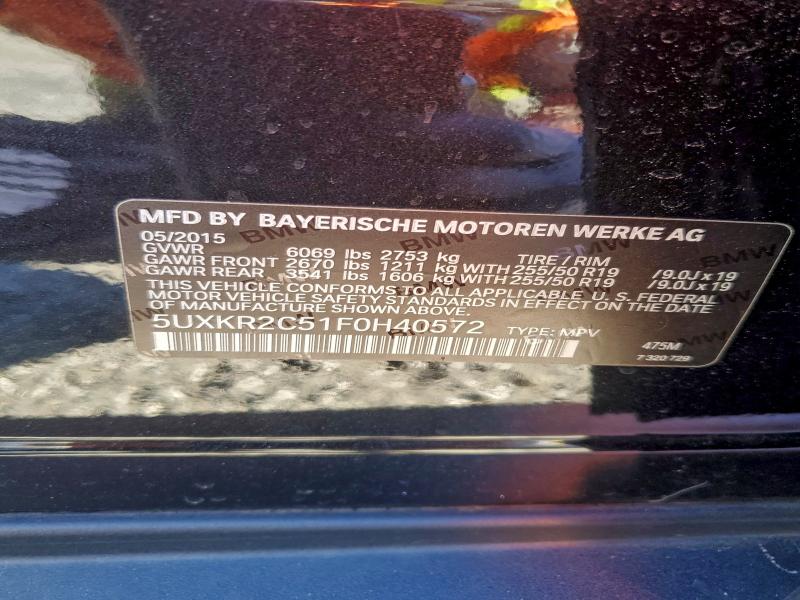 MFD BY BAYERISCHE MOTOREN WERKE AG
05/2015
GVWR 6069 lbs 2753 kg TIRE / RIM
GAWR FRONT 2670 lbs 1211 kg WITH 255/50 R19 /9.0J x 19
GAWR REAR 3541 lbs 1606 kg WITH 255/50 R19 /9.0J x 19
THIS VEHICLE CONFORMS TO ALL APPLICABLE U.S. FEDERAL
MOTOR VEHICLE SAFETY STANDARDS IN EFFECT ON THE DATE
OF MANUFACTURE SHOWN ABOVE.
5UXKR2C51F0H40572 TYPE: MPV 475M
7 320 729
BMW BMW BMW